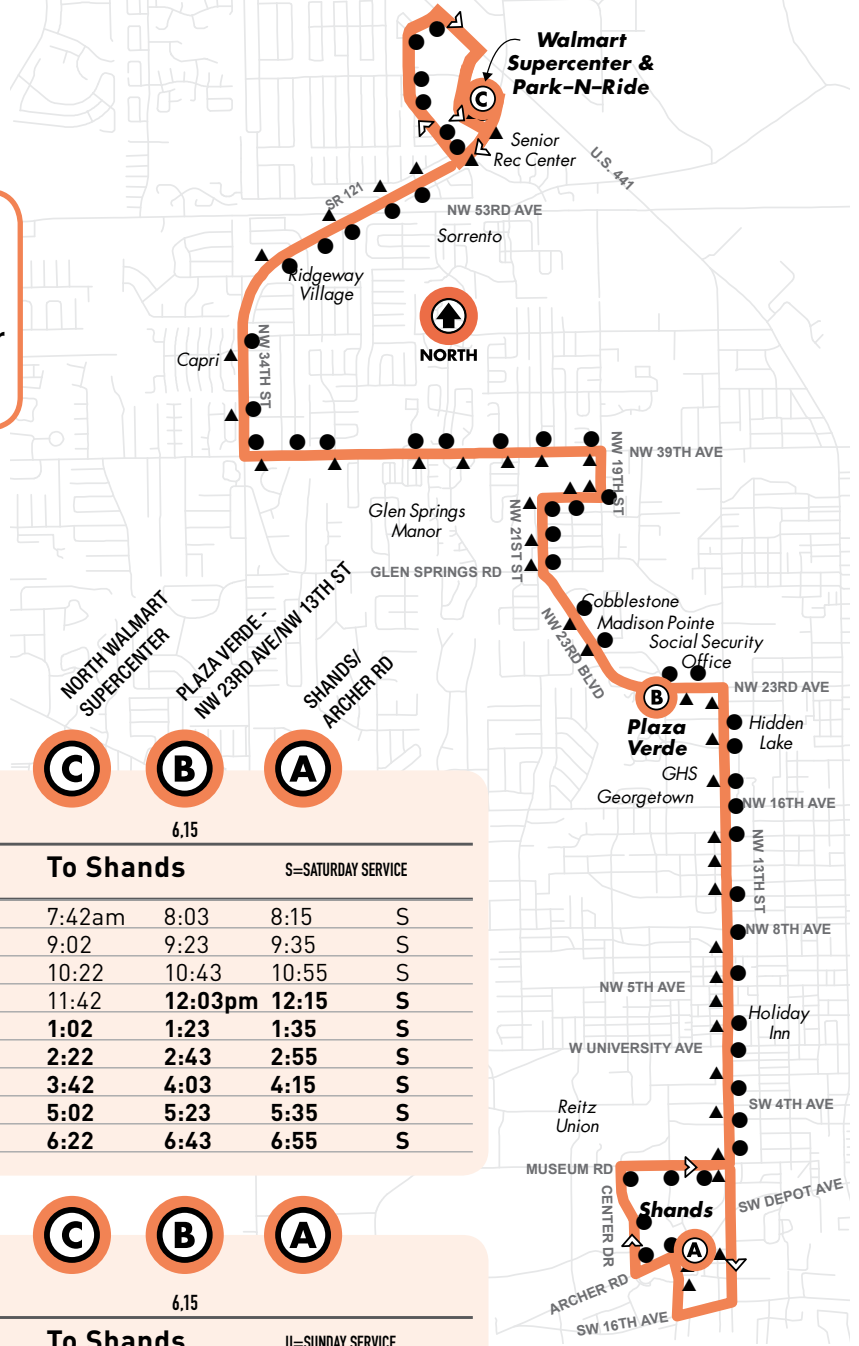 Walmart
Supercenter &
Park–N–Ride
C
Senior
Rec Center
U.S. 441
SR 121
NW 53RD AVE
Sorrento
Ridgeway
Village
NORTH
Capri
NW 34TH ST
NW 19TH ST
NW 39TH AVE
Glen Springs
Manor
NW 21ST ST
GLEN SPRINGS RD
Cobblestone
Madison Pointe
Social Security
Office
NW 23RD BLVD
B
NW 23RD AVE
Plaza
Verde
Hidden
Lake
GHS
Georgetown
NW 16TH AVE
NW 13TH ST
NW 8TH AVE
NW 5TH AVE
Holiday
Inn
W UNIVERSITY AVE
Reitz
Union
SW 4TH AVE
MUSEUM RD
CENTER DR
Shands
A
SW DEPOT AVE
ARCHER RD
SW 16TH AVE
NORTH WALMART
SUPERCENTER
PLAZA VERDE -
NW 23RD AVE/NW 13TH ST
SHANDS/
ARCHER RD
C B A
6,15
To Shands S=SATURDAY SERVICE
7:42am 8:03 8:15 S
9:02 9:23 9:35 S
10:22 10:43 10:55 S
11:42 12:03pm 12:15 S
1:02 1:23 1:35 S
2:22 2:43 2:55 S
3:42 4:03 4:15 S
5:02 5:23 5:35 S
6:22 6:43 6:55 S
C B A
6,15
To Shands U=SUNDAY SERVICE